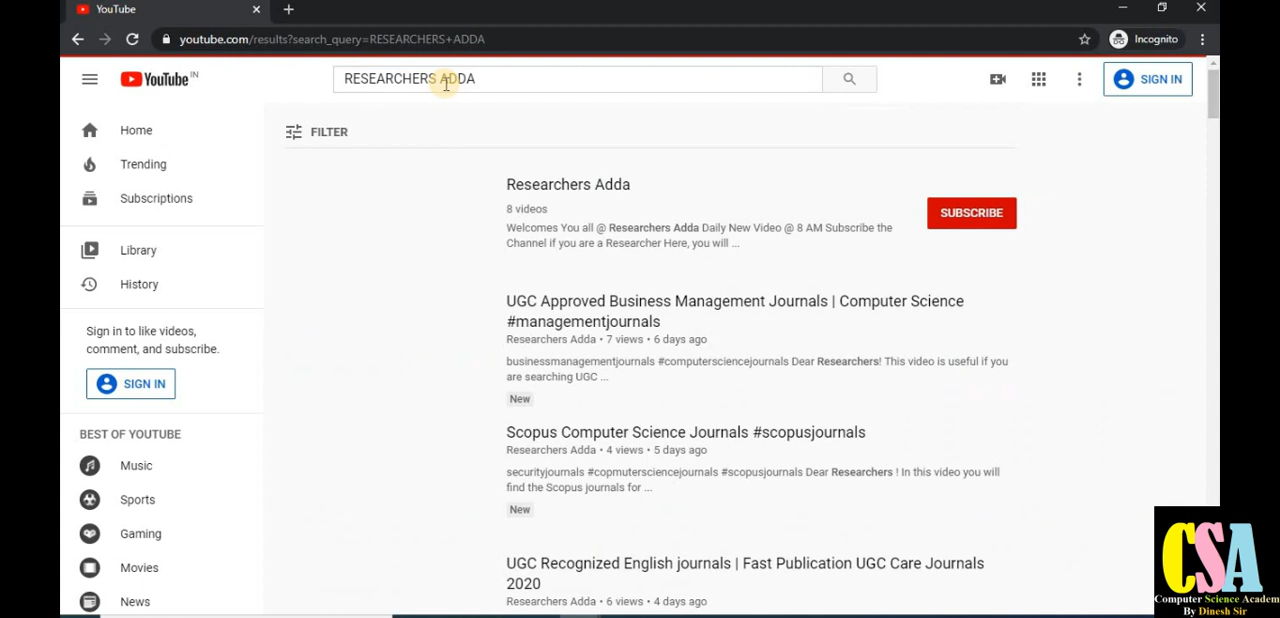 YouTube
youtube.com/results?search_query=RESEARCHERS+ADDA
Incognito
YouTube IN
RESEARCHERS ADDA
SIGN IN
Home
Trending
Subscriptions
Library
History
Sign in to like videos,
comment, and subscribe.
SIGN IN
BEST OF YOUTUBE
Music
Sports
Gaming
Movies
News
FILTER
Researchers Adda
8 videos
Welcomes You all @ Researchers Adda Daily New Video @ 8 AM Subscribe the
Channel if you are a Researcher Here, you will ...
SUBSCRIBE
UGC Approved Business Management Journals | Computer Science
#managementjournals
Researchers Adda • 7 views • 6 days ago
businessmanagementjournals #computersciencejournals Dear Researchers! This video is useful if you
are searching UGC ...
New
Scopus Computer Science Journals #scopusjournals
Researchers Adda • 4 views • 5 days ago
securityjournals #copmutersciencejournals #scopusjournals Dear Researchers ! In this video you will
find the Scopus journals for ...
New
UGC Recognized English journals | Fast Publication UGC Care Journals
2020
Researchers Adda • 6 views • 4 days ago
CSA
Computer Science Academ
By Dinesh Sir